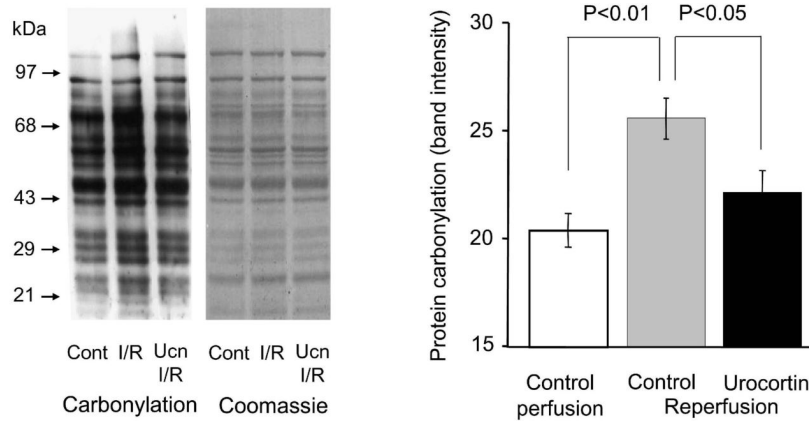 kDa
97
68
43
29
21
Cont I/R Ucn I/R
Cont I/R Ucn I/R
Carbonylation Coomassie
P<0.01 P<0.05
Protein carbonylation (band intensity)
30
25
20
15
Control perfusion
Control Urocortin
Reperfusion